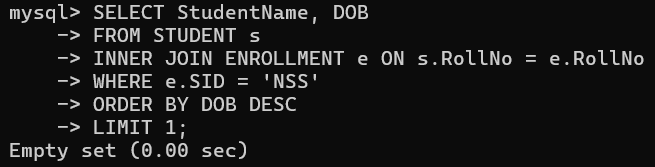 mysql> SELECT StudentName, DOB
    -> FROM STUDENT s
    -> INNER JOIN ENROLLMENT e ON s.RollNo = e.RollNo
    -> WHERE e.SID = 'NSS'
    -> ORDER BY DOB DESC
    -> LIMIT 1;
Empty set (0.00 sec)